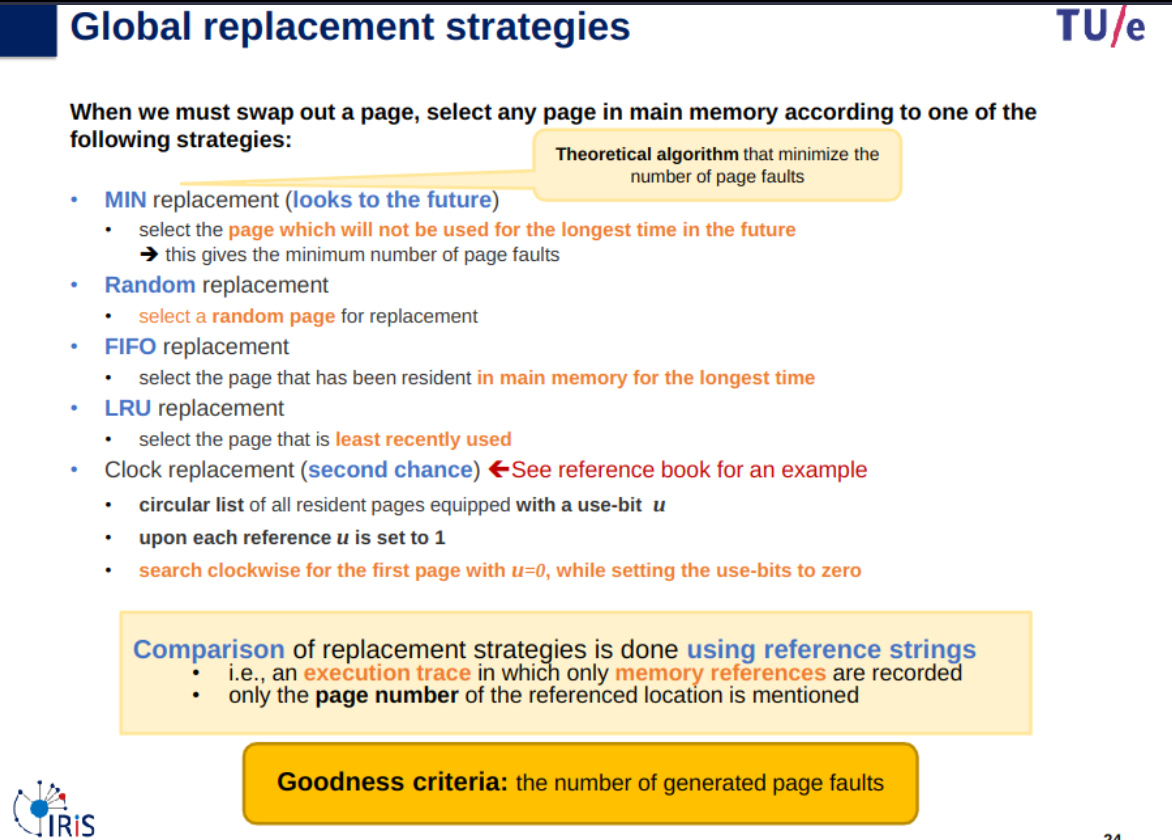 Global replacement strategies
TU/e
When we must swap out a page, select any page in main memory according to one of the
following strategies:
Theoretical algorithm that minimize the
number of page faults
• MIN replacement (looks to the future)
• select the page which will not be used for the longest time in the future
➔ this gives the minimum number of page faults
• Random replacement
• select a random page for replacement
• FIFO replacement
• select the page that has been resident in main memory for the longest time
• LRU replacement
• select the page that is least recently used
• Clock replacement (second chance) 🡸See reference book for an example
• circular list of all resident pages equipped with a use-bit u
• upon each reference u is set to 1
• search clockwise for the first page with u=0, while setting the use-bits to zero
Comparison of replacement strategies is done using reference strings
• i.e., an execution trace in which only memory references are recorded
• only the page number of the referenced location is mentioned
Goodness criteria: the number of generated page faults
IRiS
24